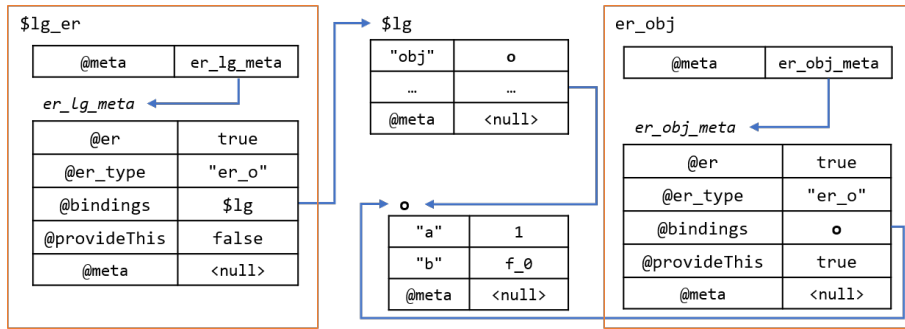 $lg_er
@meta er_lg_meta
er_lg_meta
@er true
@er_type "er_o"
@bindings $lg
@provideThis false
@meta <null>
$lg
"obj" o
… …
@meta <null>
o
"a" 1
"b" f_0
@meta <null>
er_obj
@meta er_obj_meta
er_obj_meta
@er true
@er_type "er_o"
@bindings o
@provideThis true
@meta <null>